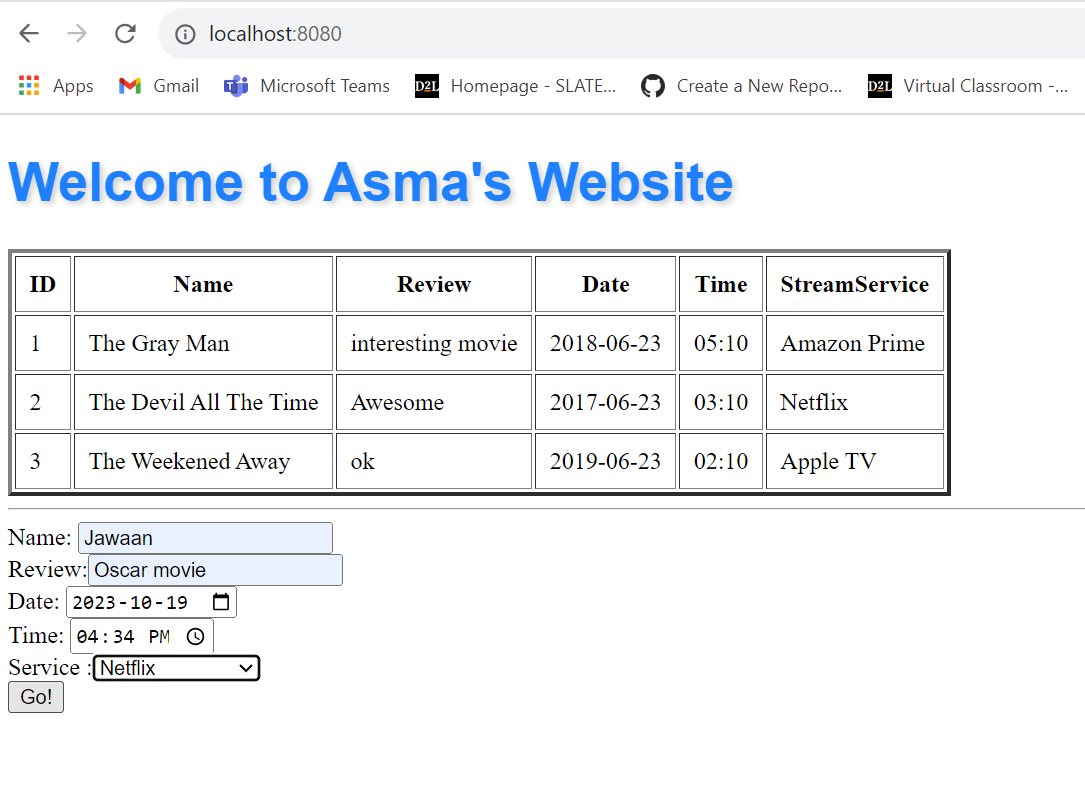 localhost:8080
Apps Gmail Microsoft Teams D2L Homepage - SLATE... Create a New Repo... D2L Virtual Classroom -...
Welcome to Asma's Website
ID Name Review Date Time StreamService
1 The Gray Man interesting movie 2018-06-23 05:10 Amazon Prime
2 The Devil All The Time Awesome 2017-06-23 03:10 Netflix
3 The Weekened Away ok 2019-06-23 02:10 Apple TV
Name: Jawaan
Review: Oscar movie
Date: 2023-10-19
Time: 04:34 PM
Service : Netflix
Go!